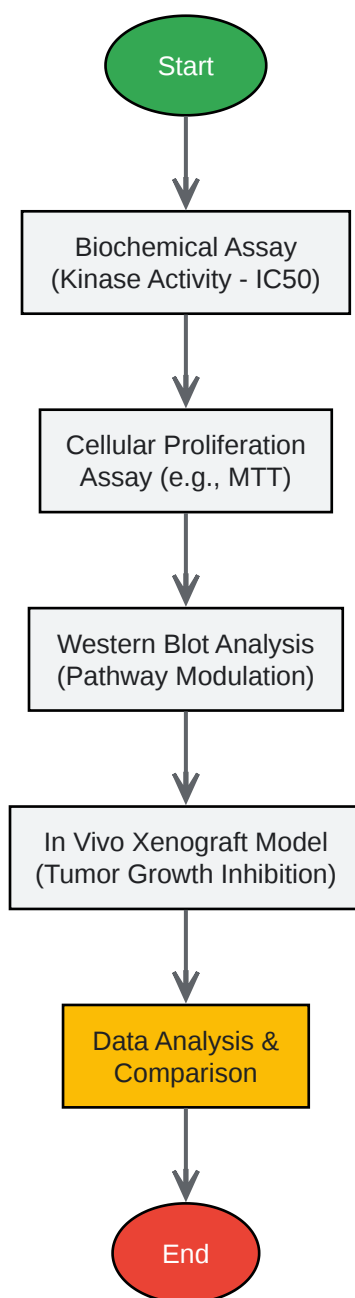 Start
Biochemical Assay
(Kinase Activity - IC50)
Cellular Proliferation
Assay (e.g., MTT)
Western Blot Analysis
(Pathway Modulation)
In Vivo Xenograft Model
(Tumor Growth Inhibition)
Data Analysis &
Comparison
End